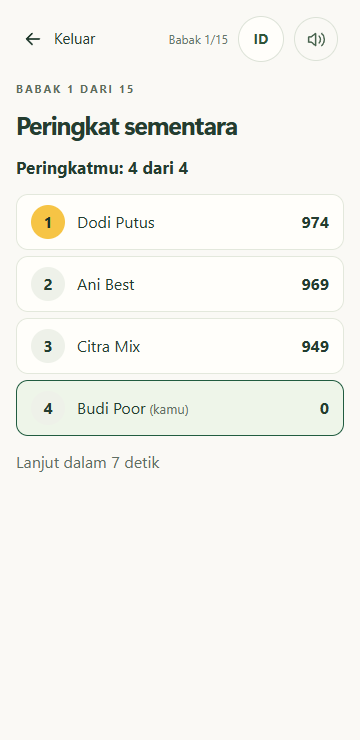 Keluar
Babak 1/15
ID
BABAK 1 DARI 15
Peringkat sementara
Peringkatmu: 4 dari 4
1 Dodi Putus 974
2 Ani Best 969
3 Citra Mix 949
4 Budi Poor (kamu) 0
Lanjut dalam 7 detik